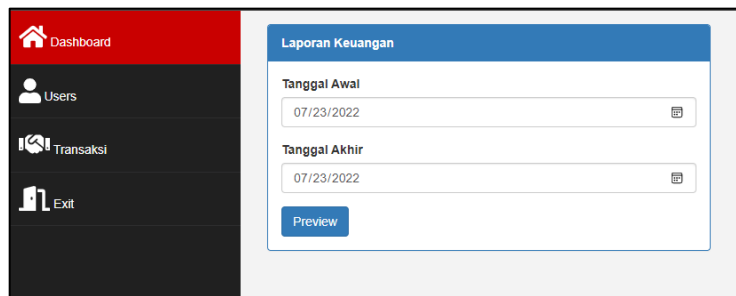 Dashboard
Users
Transaksi
Exit
Laporan Keuangan
Tanggal Awal
07/23/2022
Tanggal Akhir
07/23/2022
Preview